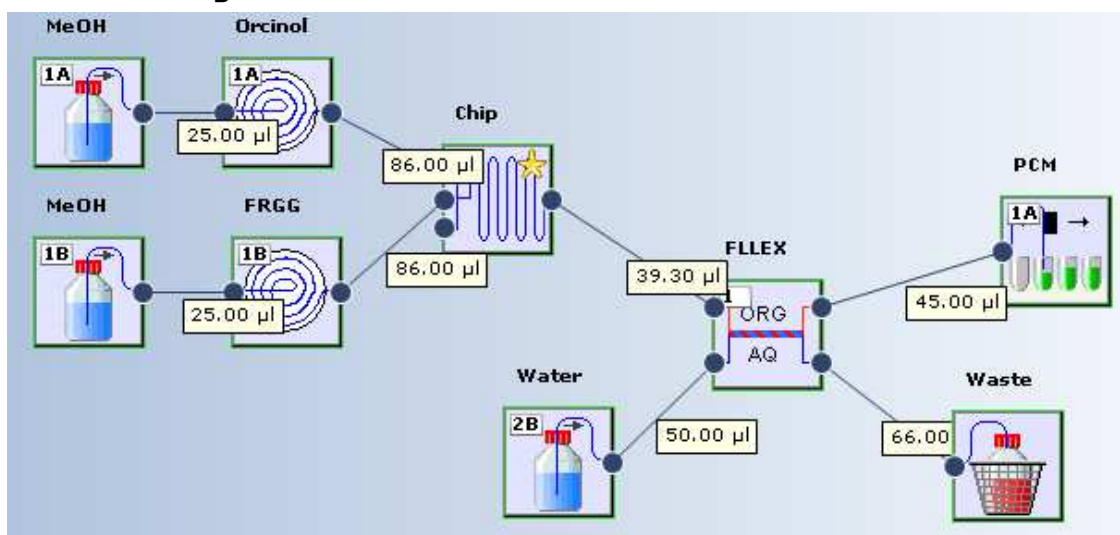 MeOH
Orcinol
1A
1A
25.00 µl
Chip
86.00 µl
MeOH
FRGG
1B
1B
25.00 µl
86.00 µl
PCM
1A
FLLEX
39.30 µl
1
ORG
AQ
45.00 µl
Water
2B
50.00 µl
Waste
66.00